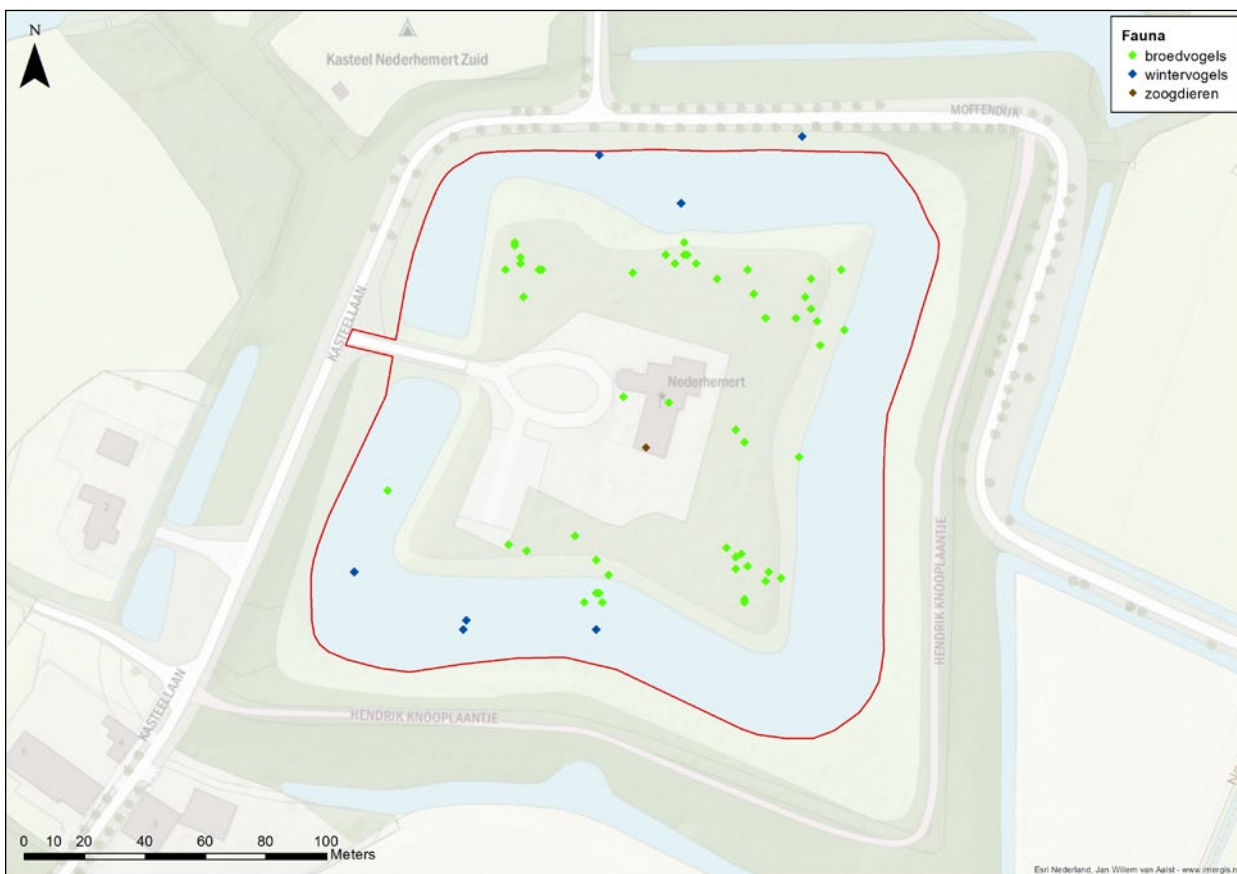 N
Kasteel Nederhemert Zuid
Fauna
broedvogels
wintervogels
zoogdieren
MOFFENDIJK
KASTEELLAAN
Nederhemert
HENDRIK KNOOPLAANTJE
HENDRIK KNOOPLAANTJE
KASTEELLAAN
0 10 20 40 60 80 100
Meters
Esri Nederland, Jan Willem van Aalst - www.imergis.n